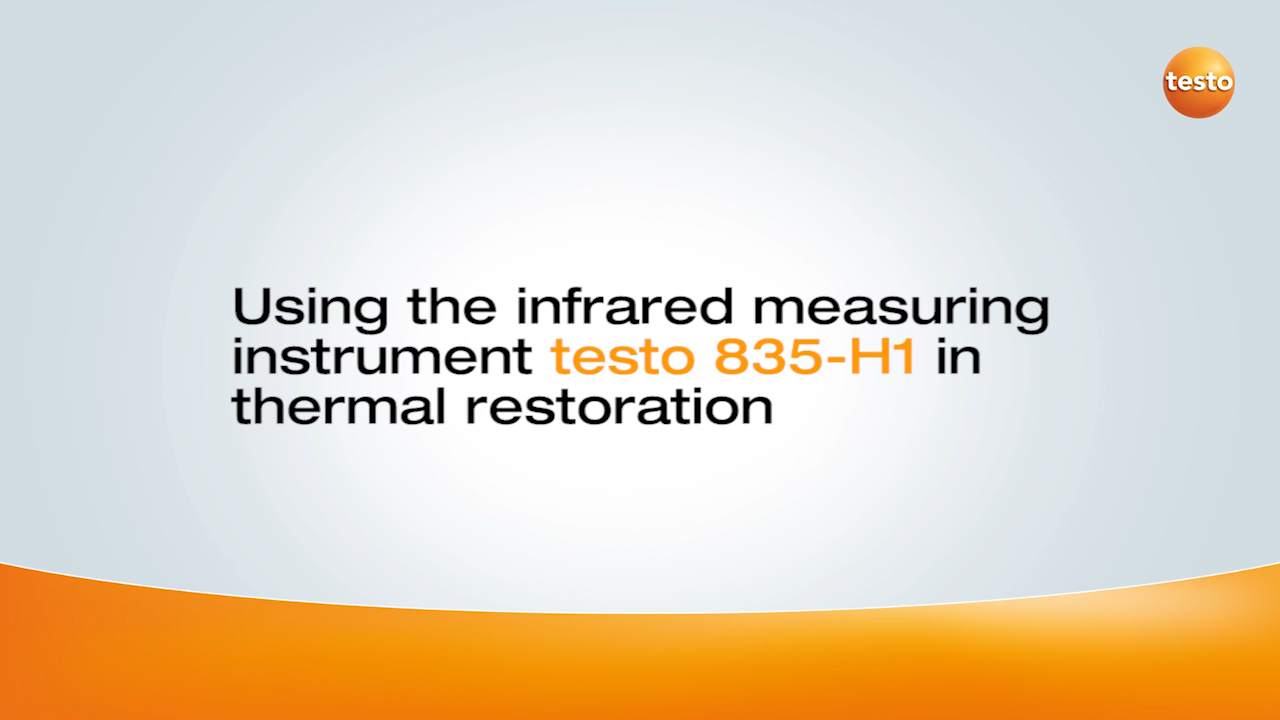 testo
Using the infrared measuring
instrument testo 835-H1 in
thermal restoration